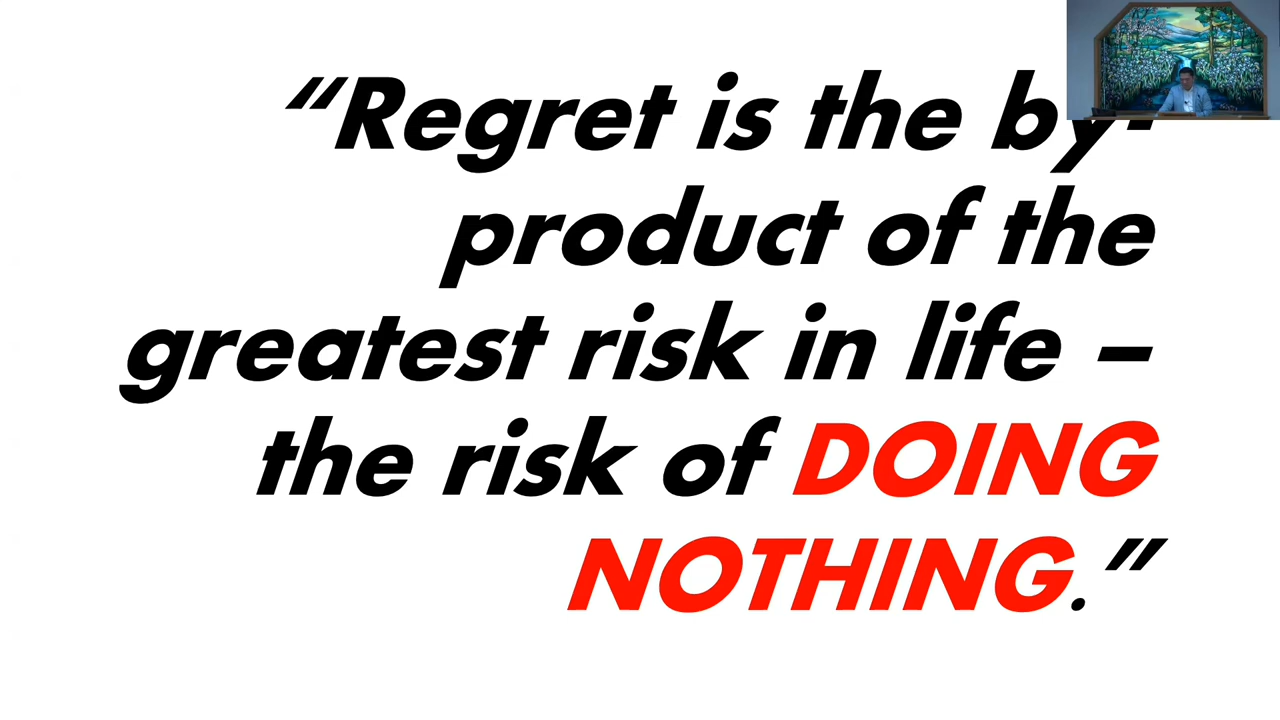 “Regret is the by-
product of the
greatest risk in life –
the risk of DOING
NOTHING.”